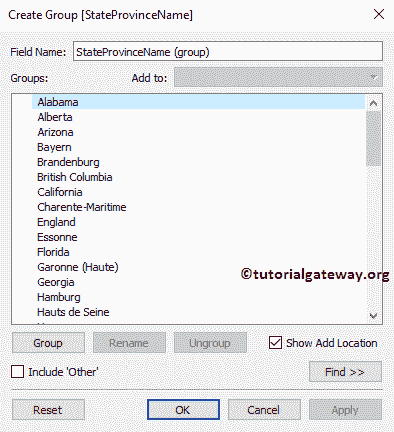 Create Group [StateProvinceName]
Field Name: StateProvinceName (group)
Groups: Add to:
Alabama
Alberta
Arizona
Bayern
Brandenburg
British Columbia
California
Charente-Maritime
England
Essonne
Florida
Garonne (Haute)
©tutorialgateway.org
Georgia
Hamburg
Hauts de Seine
Group Rename Ungroup Show Add Location
Include 'Other' Find >>
Reset OK Cancel Apply